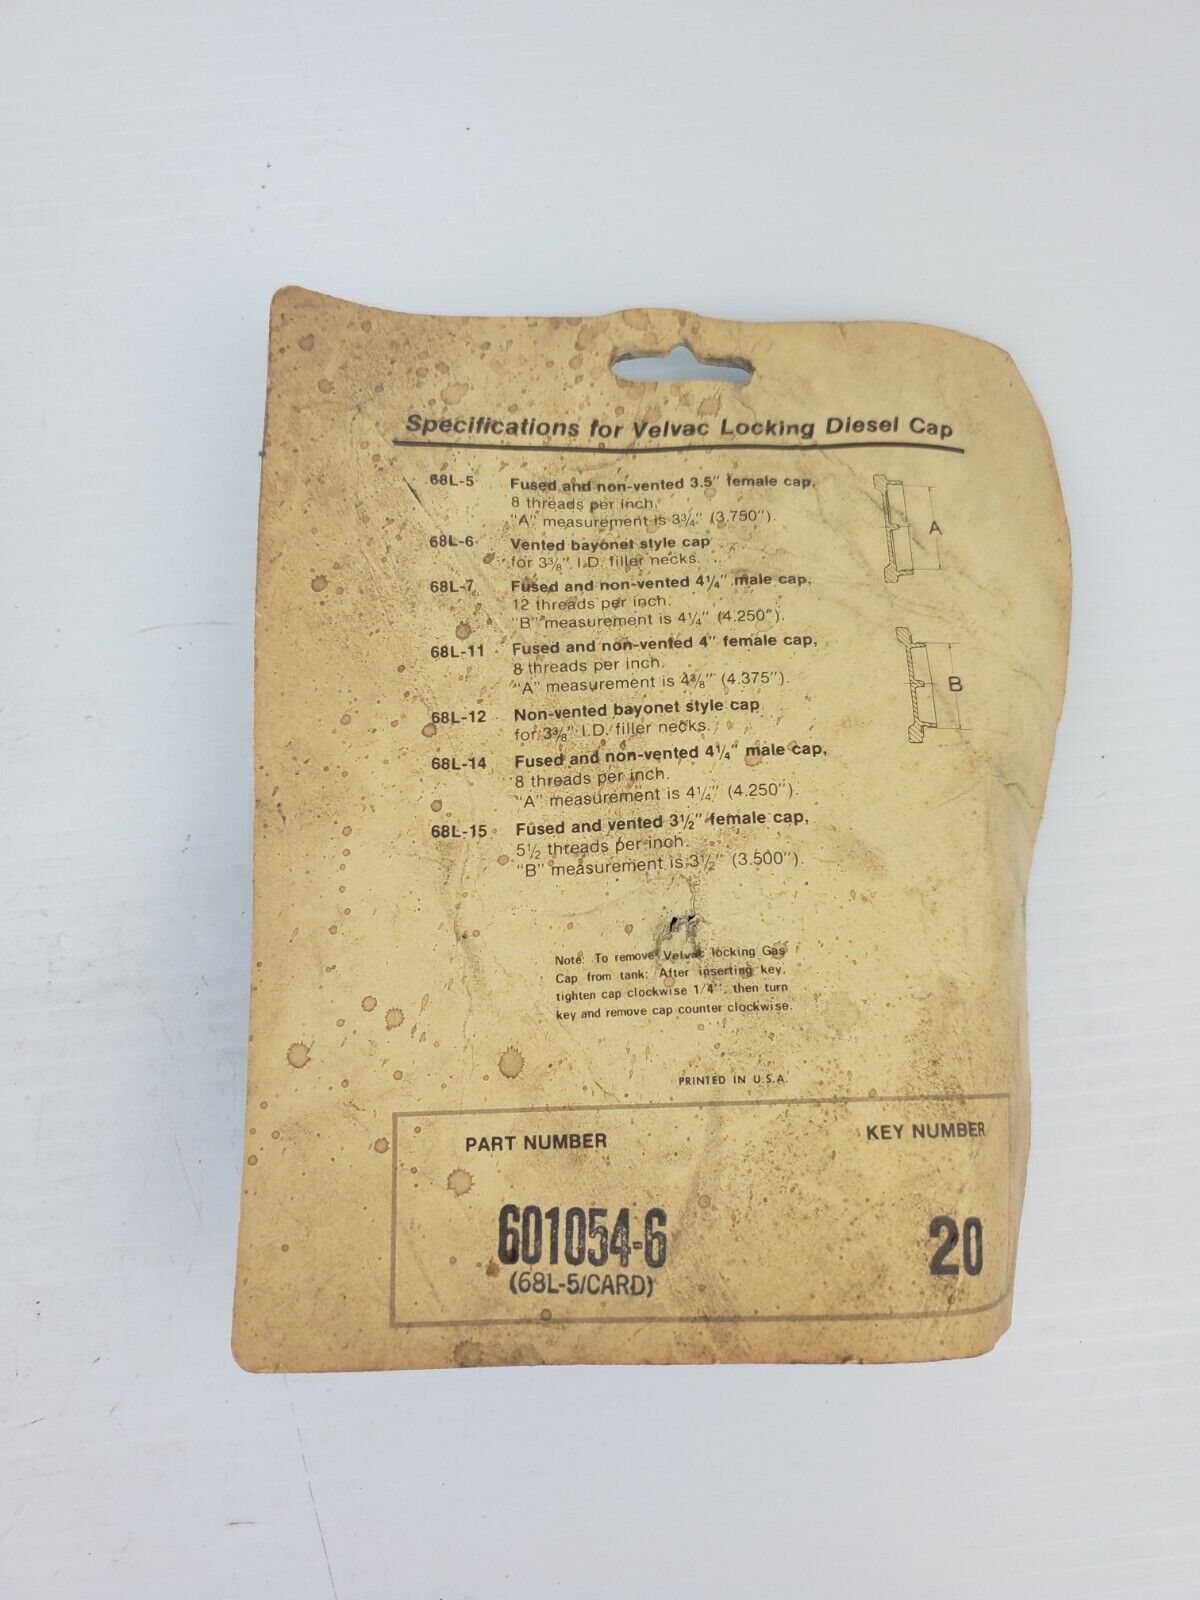 Specifications for Velvac Locking Diesel Cap
68L-5 Fused and non-vented 3.5" female cap,
8 threads per inch.
"A" measurement is 3¾" (3.750").
68L-6 Vented bayonet style cap
for 3⅜" I.D. filler necks.
68L-7 Fused and non-vented 4¼" male cap,
12 threads per inch.
"B" measurement is 4¼" (4.250").
68L-11 Fused and non-vented 4" female cap,
8 threads per inch.
"A" measurement is 4⅜" (4.375").
68L-12 Non-vented bayonet style cap
for 3⅜" I.D. filler necks.
68L-14 Fused and non-vented 4¼" male cap,
8 threads per inch.
"A" measurement is 4¼" (4.250").
68L-15 Fused and vented 3½" female cap,
5½ threads per inch.
"B" measurement is 3½" (3.500").
A
B
Note: To remove Velvac locking Gas
Cap from tank: After inserting key,
tighten cap clockwise 1/4", then turn
key and remove cap counter clockwise.
PRINTED IN U.S.A.
PART NUMBER KEY NUMBER
601054-6 20
(68L-5/CARD)